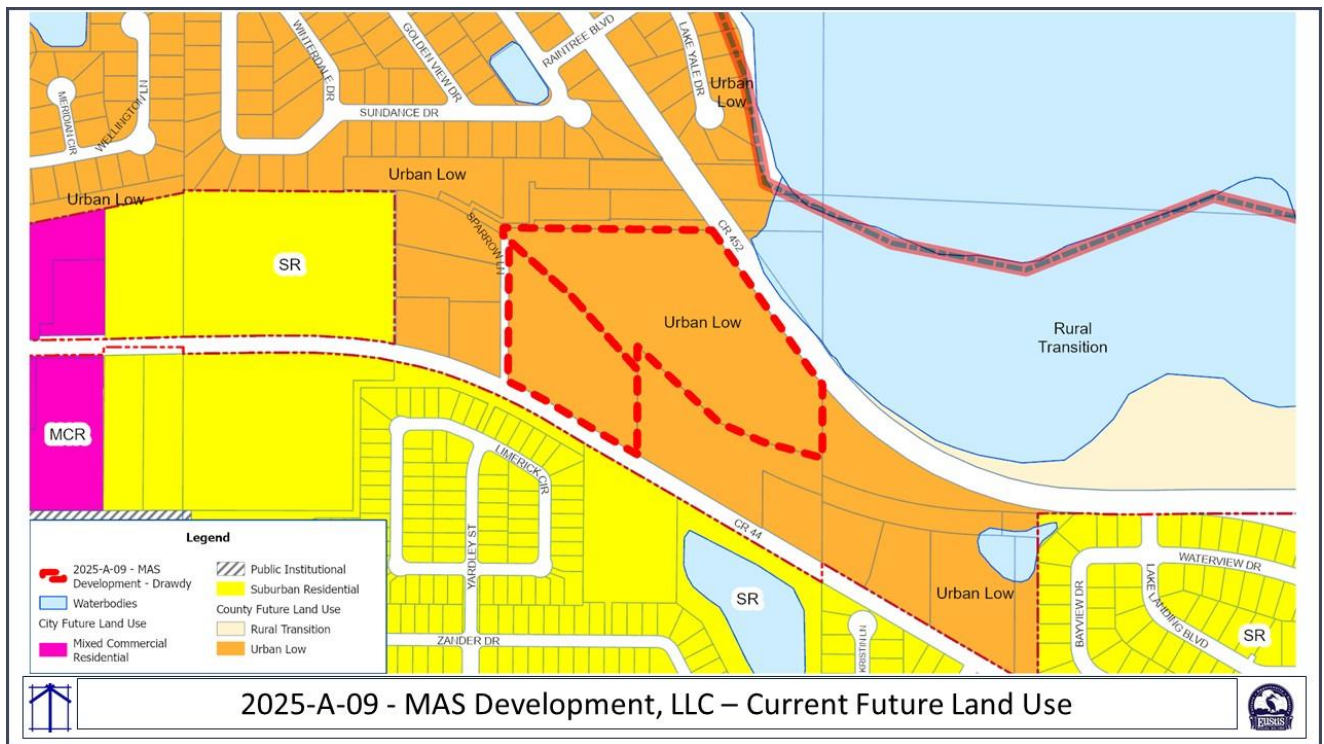 WINTERDALE DR
GOLDEN VIEW DR
RAINTREE BLVD
LAKE YALE DR
Urban
Low
MERIDIAN CIR
WELLINGTON LN
SUNDANCE DR
Urban Low
Urban Low
SPARROW LN
CR 452
SR
Urban Low
Rural
Transition
MCR
LIMERICK CIR
YARDLEY ST
CR 44
SR
Urban Low
WATERVIEW DR
BAYVIEW DR
LAKE LANDING BLVD
SR
ZANDER DR
KRISTIN LN
Legend
2025-A-09 - MAS
Development - Drawdy
Waterbodies
City Future Land Use
Mixed Commercial
Residential
Public Institutional
Suburban Residential
County Future Land Use
Rural Transition
Urban Low
2025-A-09 - MAS Development, LLC – Current Future Land Use
EUSTIS